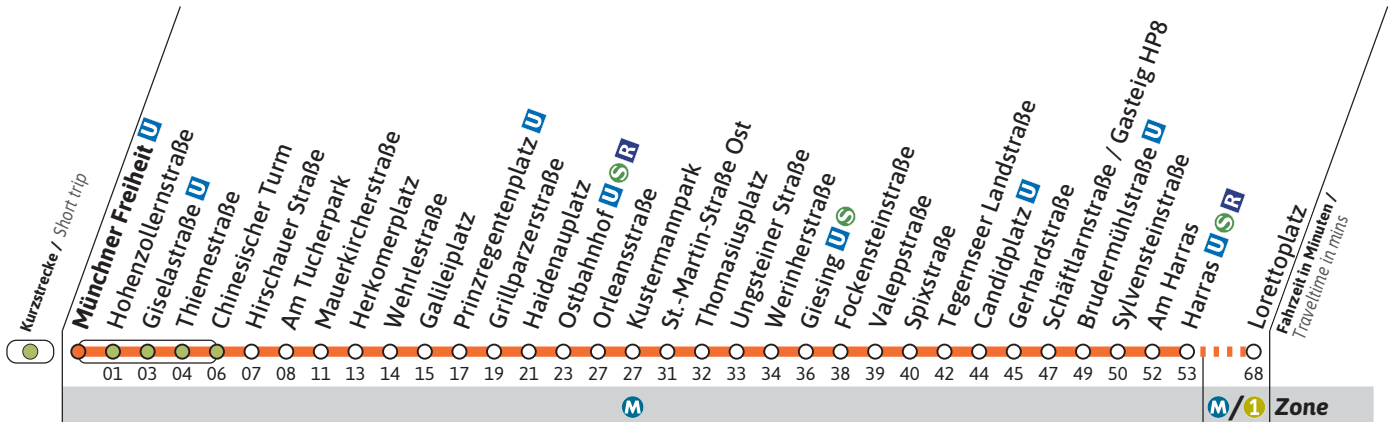 Kurzstrecke / Short trip
Münchner Freiheit U
Hohenzollernstraße
Giselastraße U
Thiemestraße
Chinesischer Turm
Hirschauer Straße
Am Tucherpark
Mauerkircherstraße
Herkomerplatz
Wehrlestraße
Galileiplatz
Prinzregentenplatz U
Grillparzerstraße
Haidenauplatz
Ostbahnhof U S R
Orleansstraße
Kustermannpark
St.-Martin-Straße Ost
Thomasiusplatz
Ungsteiner Straße
Werinherstraße
Giesing U S
Fockensteinstraße
Valeppstraße
Spixstraße
Tegernseer Landstraße
Candidplatz U
Gerhardstraße
Schäftlarnstraße / Gasteig HP8
Brudermühlstraße U
Sylvensteinstraße
Am Harras
Harras U S R
Lorettoplatz
Fahrzeit in Minuten /
Traveltime in mins
01 03 04 06 07 08 11 13 14 15 17 19 21 23 27 27 31 32 33 34 36 38 39 40 42 44 45 47 49 50 52 53 68
M M/1 Zone